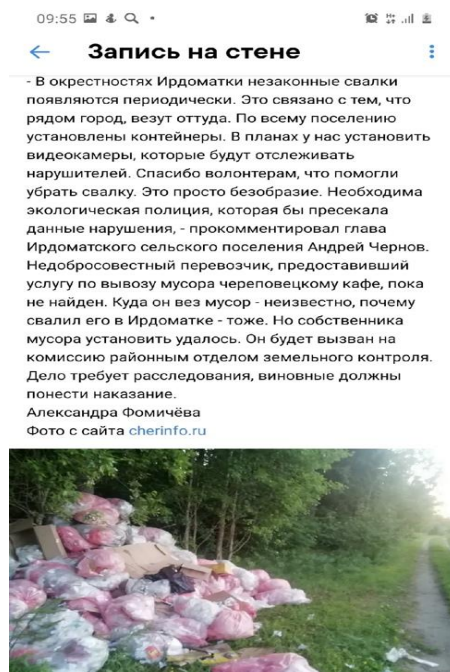 09:55
Запись на стене
- В окрестностях Ирдоматки незаконные свалки
появляются периодически. Это связано с тем, что
рядом город, везут оттуда. По всему поселению
установлены контейнеры. В планах у нас установить
видеокамеры, которые будут отслеживать
нарушителей. Спасибо волонтерам, что помогли
убрать свалку. Это просто безобразие. Необходима
экологическая полиция, которая бы пресекала
данные нарушения, - прокомментировал глава
Ирдоматского сельского поселения Андрей Чернов.
Недобросовестный перевозчик, предоставивший
услугу по вывозу мусора череповецкому кафе, пока
не найден. Куда он вез мусор - неизвестно, почему
свалил его в Ирдоматке - тоже. Но собственника
мусора установить удалось. Он будет вызван на
комиссию районным отделом земельного контроля.
Дело требует расследования, виновные должны
понести наказание.
Александра Фомичёва
Фото с сайта cherinfo.ru